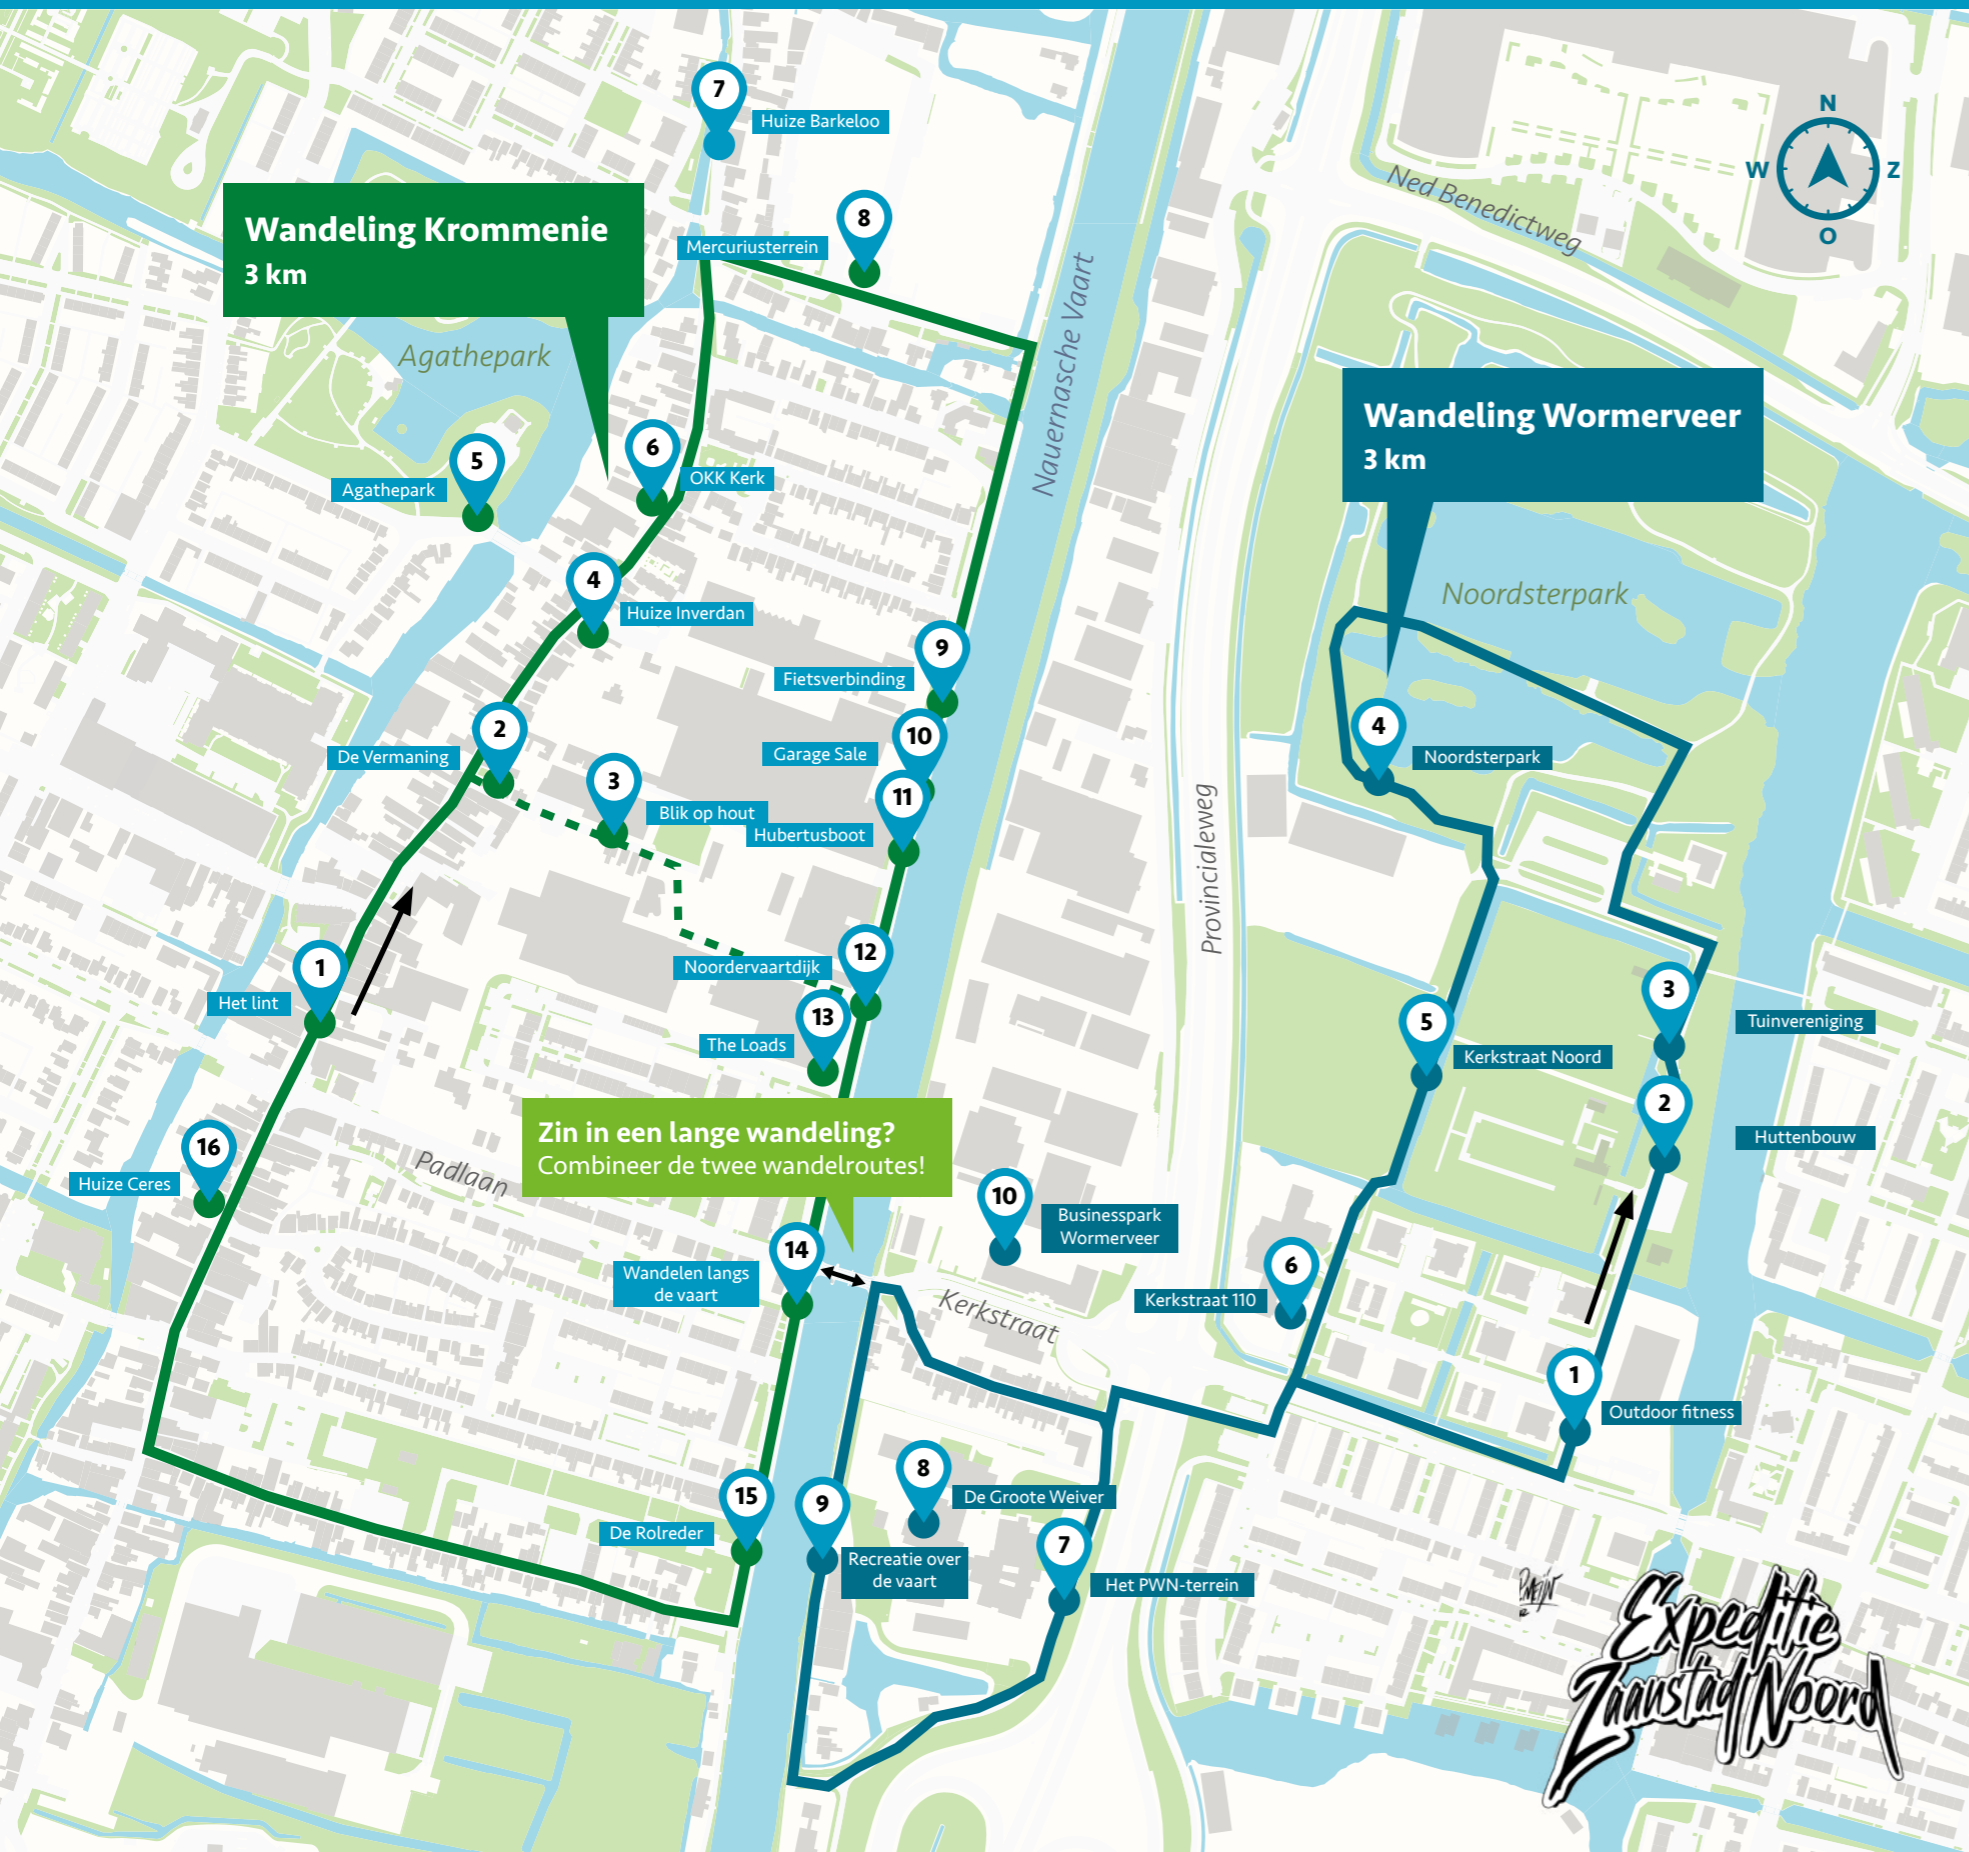 7
Huize Barkeloo
N
W
Z
O
Ned Benedictweg
Wandeling Krommenie
3 km
8
Mercuriusterrein
Nauernasche Vaart
Agathepark
Wandeling Wormerveer
3 km
5
Agathepark
6
OKK Kerk
4
Huize Inverdan
Noordsterpark
9
Fietsverbinding
2
De Vermaning
10
Garage Sale
4
Noordsterpark
3
Blik op hout
11
Hubertusboot
Provincialeweg
1
Het lint
12
Noordervaartdijk
13
The Loads
3
Tuinvereniging
5
Kerkstraat Noord
2
Huttenbouw
16
Huize Ceres
Padlaan
Zin in een lange wandeling?
Combineer de twee wandelroutes!
10
Businesspark
Wormerveer
14
Wandelen langs
de vaart
Kerkstraat
6
Kerkstraat 110
1
Outdoor fitness
15
De Rolreder
9
Recreatie over
de vaart
8
De Groote Weiver
7
Het PWN-terrein
Expeditie
Zaanstad Noord